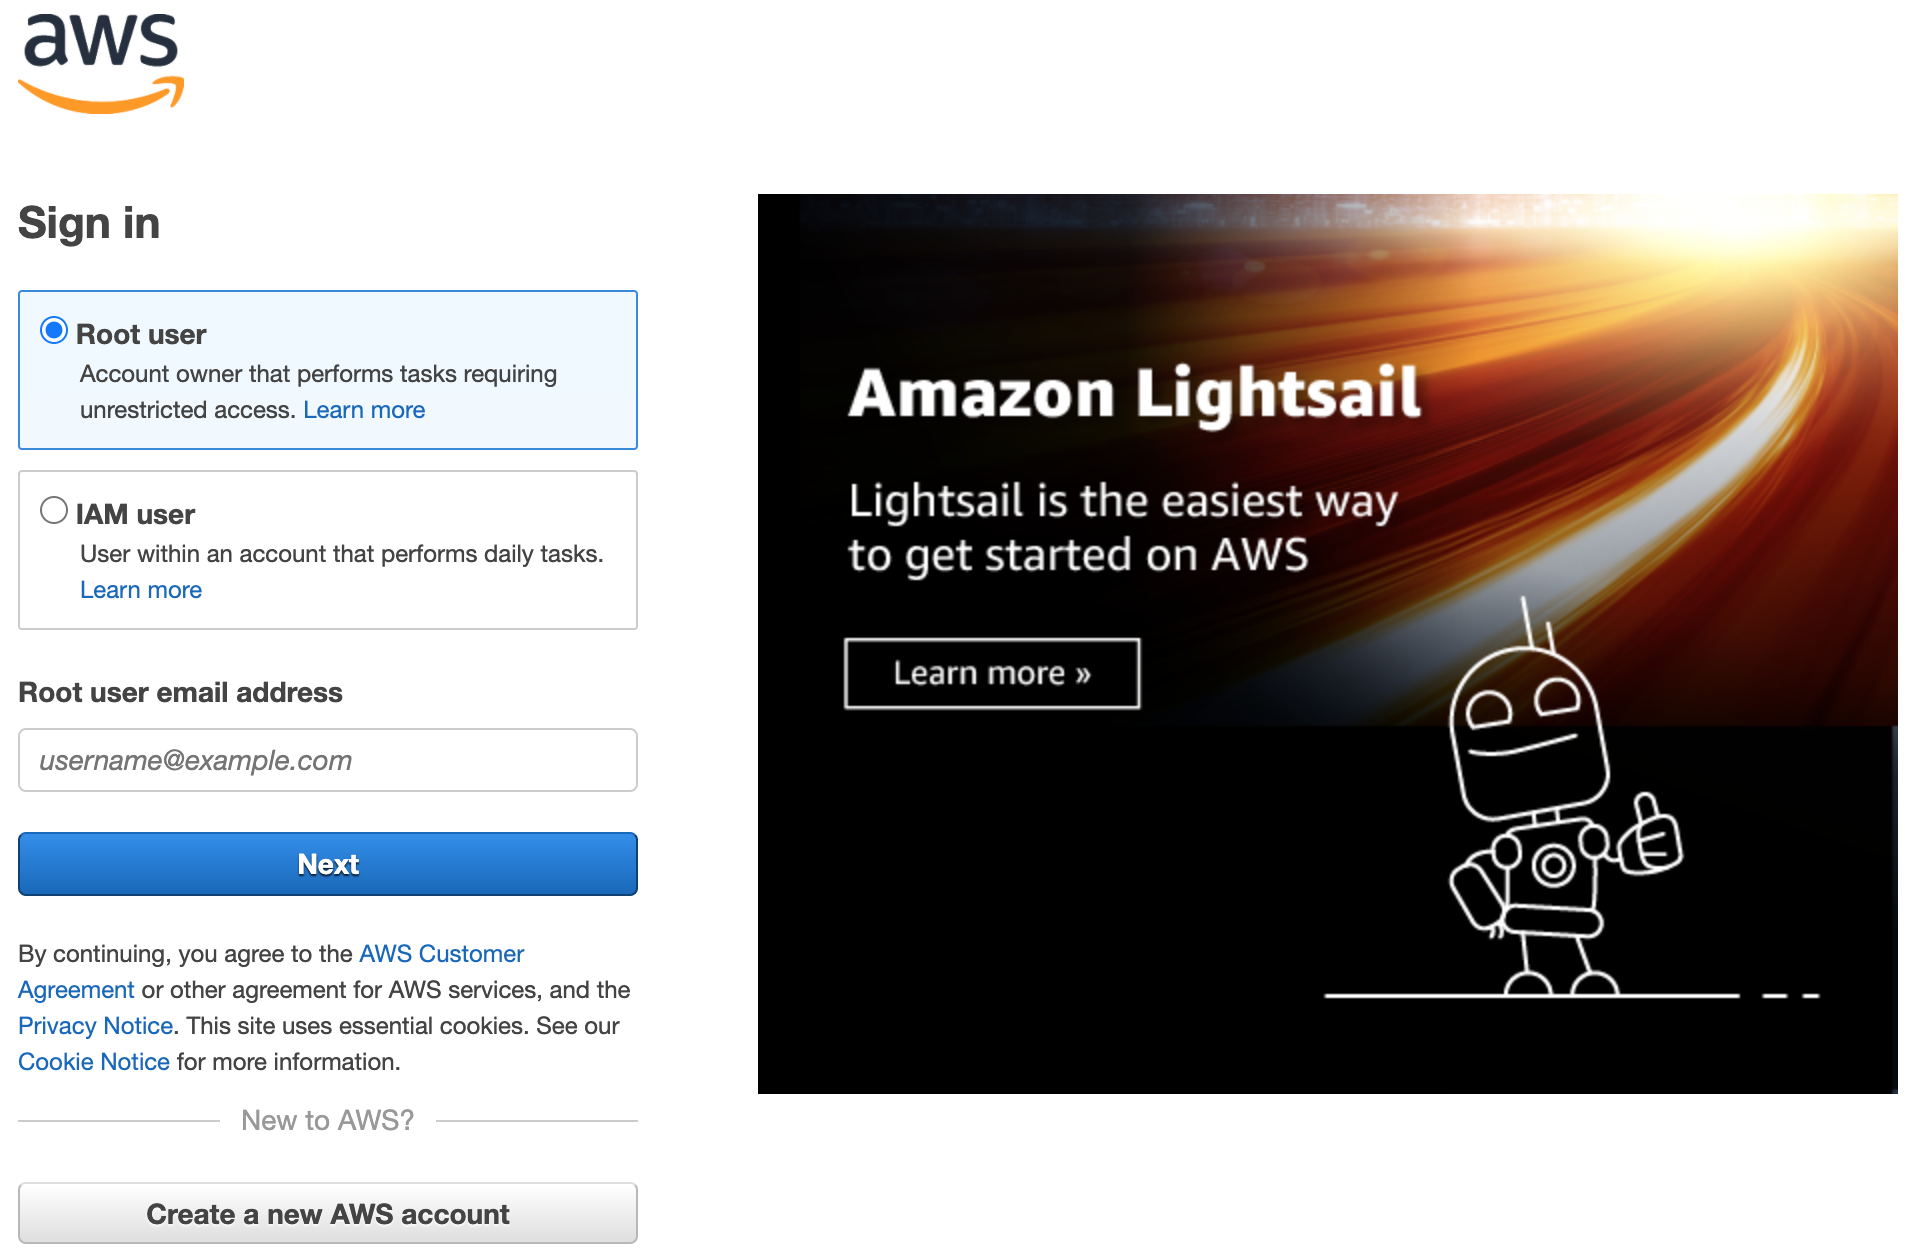 aws
Sign in
Root user
Account owner that performs tasks requiring
unrestricted access. Learn more
IAM user
User within an account that performs daily tasks.
Learn more
Root user email address
username@example.com
Next
By continuing, you agree to the AWS Customer
Agreement or other agreement for AWS services, and the
Privacy Notice. This site uses essential cookies. See our
Cookie Notice for more information.
New to AWS?
Create a new AWS account
Amazon Lightsail
Lightsail is the easiest way
to get started on AWS
Learn more »